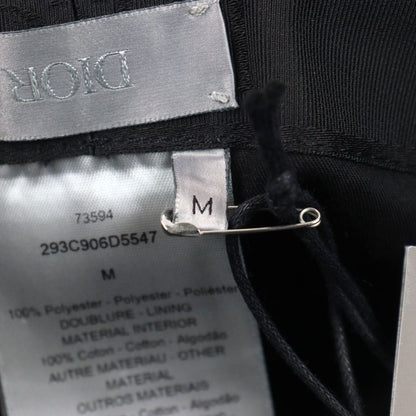 DIOR
M
73594
293C906D5547
M
100% Polyester - Polyester - Poliéster
DOUBLURE - LINING
MATERIAL INTERIOR
100% Cotton - Cotton - Algodão
AUTRE MATERIAU - OTHER
MATERIAL
OUTROS MATERIAIS